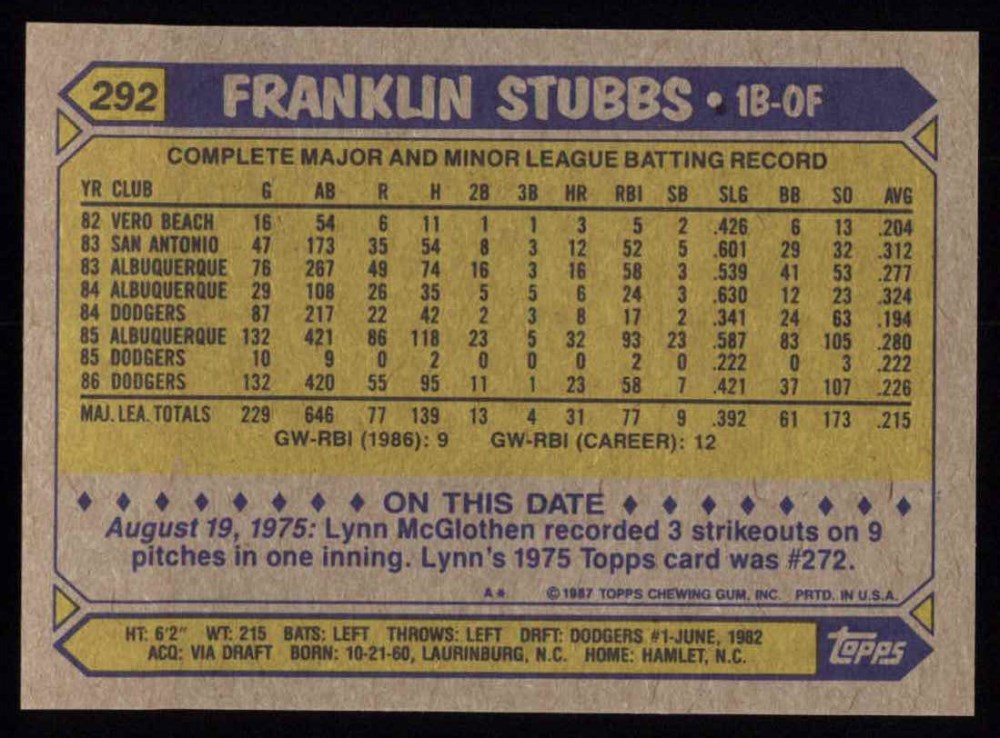 292 FRANKLIN STUBBS • 1B-OF
COMPLETE MAJOR AND MINOR LEAGUE BATTING RECORD
YR CLUB G AB R H 2B 3B HR RBI SB SLG BB SO AVG
82 VERO BEACH 16 54 6 11 1 1 3 5 2 .426 6 13 .204
83 SAN ANTONIO 47 173 35 54 8 3 12 52 5 .601 29 32 .312
83 ALBUQUERQUE 76 267 49 74 16 3 16 58 3 .539 41 53 .277
84 ALBUQUERQUE 29 108 26 35 5 5 6 24 3 .630 12 23 .324
84 DODGERS 87 217 22 42 2 3 8 17 2 .341 24 63 .194
85 ALBUQUERQUE 132 421 86 118 23 5 32 93 23 .587 83 105 .280
85 DODGERS 10 9 0 2 0 0 0 2 0 .222 0 3 .222
86 DODGERS 132 420 55 95 11 1 23 58 7 .421 37 107 .226
MAJ. LEA. TOTALS 229 646 77 139 13 4 31 77 9 .392 61 173 .215
GW-RBI (1986): 9 GW-RBI (CAREER): 12
ON THIS DATE
August 19, 1975: Lynn McGlothen recorded 3 strikeouts on 9
pitches in one inning. Lynn's 1975 Topps card was #272.
A* © 1987 TOPPS CHEWING GUM, INC. PRTD. IN U.S.A.
HT: 6'2" WT: 215 BATS: LEFT THROWS: LEFT DRFT: DODGERS #1-JUNE, 1982
ACQ: VIA DRAFT BORN: 10-21-60, LAURINBURG, N.C. HOME: HAMLET, N.C.
topps